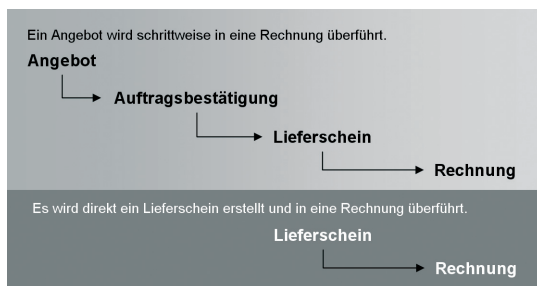 Ein Angebot wird schrittweise in eine Rechnung überführt.
Angebot
Auftragsbestätigung
Lieferschein
Rechnung
Es wird direkt ein Lieferschein erstellt und in eine Rechnung überführt.
Lieferschein
Rechnung